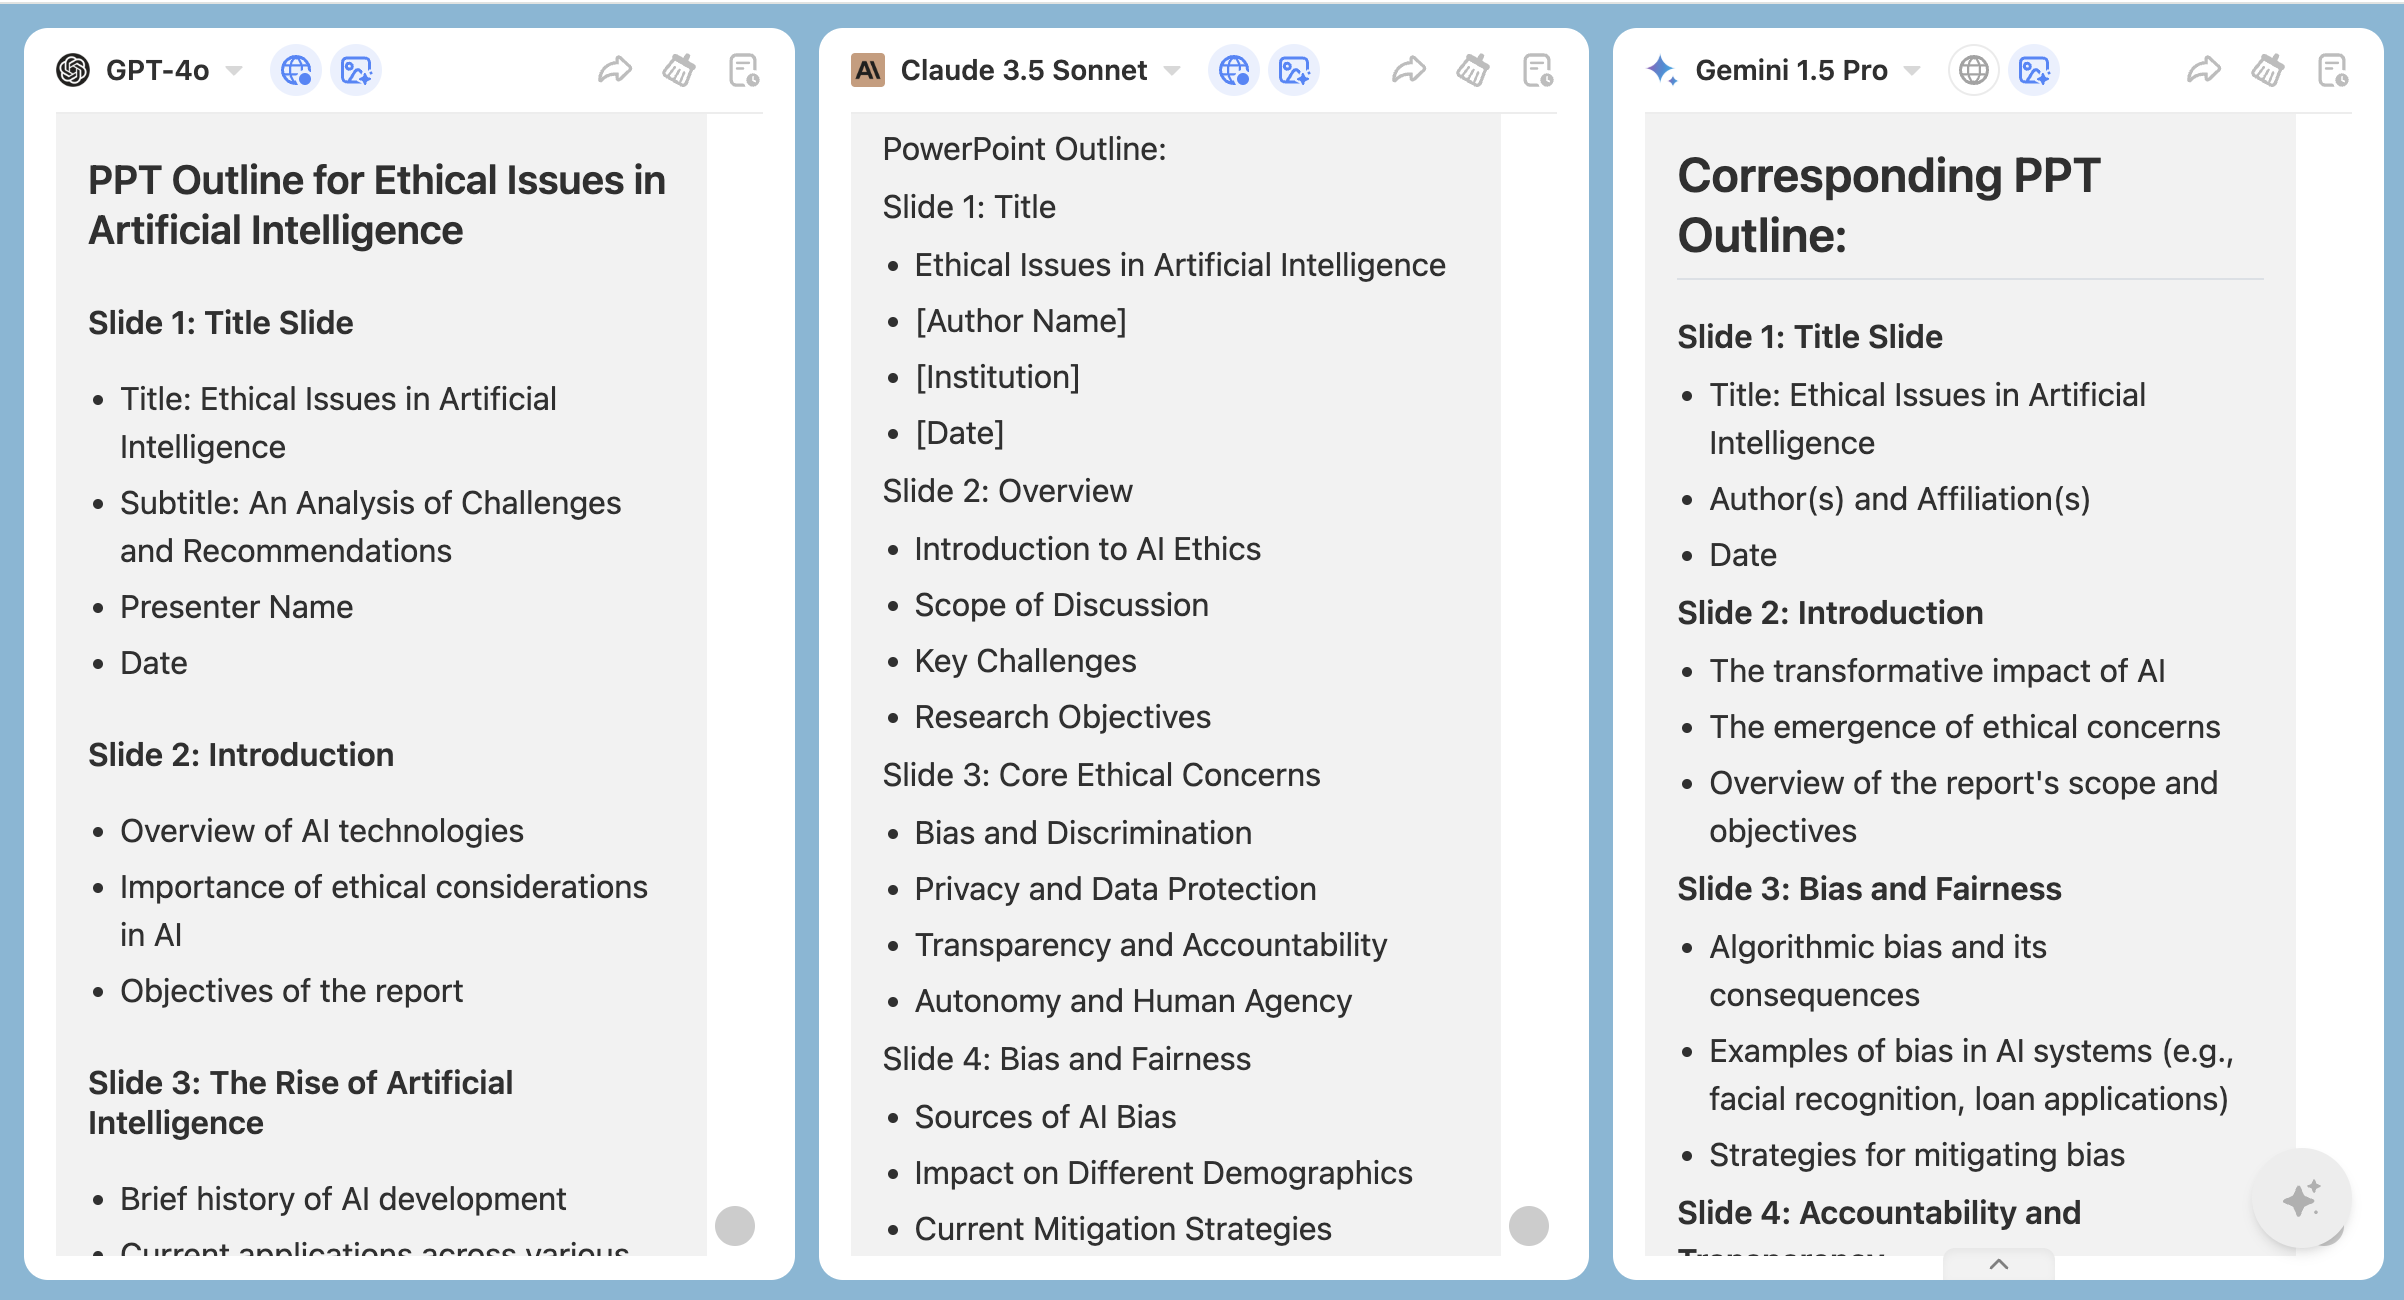 GPT-4o
PPT Outline for Ethical Issues in
Artificial Intelligence
Slide 1: Title Slide
• Title: Ethical Issues in Artificial
Intelligence
• Subtitle: An Analysis of Challenges
and Recommendations
• Presenter Name
• Date
Slide 2: Introduction
• Overview of AI technologies
• Importance of ethical considerations
in AI
• Objectives of the report
Slide 3: The Rise of Artificial
Intelligence
• Brief history of AI development
• Current applications across various
Claude 3.5 Sonnet
PowerPoint Outline:
Slide 1: Title
• Ethical Issues in Artificial Intelligence
• [Author Name]
• [Institution]
• [Date]
Slide 2: Overview
• Introduction to AI Ethics
• Scope of Discussion
• Key Challenges
• Research Objectives
Slide 3: Core Ethical Concerns
• Bias and Discrimination
• Privacy and Data Protection
• Transparency and Accountability
• Autonomy and Human Agency
Slide 4: Bias and Fairness
• Sources of AI Bias
• Impact on Different Demographics
• Current Mitigation Strategies
Gemini 1.5 Pro
Corresponding PPT
Outline:
Slide 1: Title Slide
• Title: Ethical Issues in Artificial
Intelligence
• Author(s) and Affiliation(s)
• Date
Slide 2: Introduction
• The transformative impact of AI
• The emergence of ethical concerns
• Overview of the report's scope and
objectives
Slide 3: Bias and Fairness
• Algorithmic bias and its
consequences
• Examples of bias in AI systems (e.g.,
facial recognition, loan applications)
• Strategies for mitigating bias
Slide 4: Accountability and
Transparency